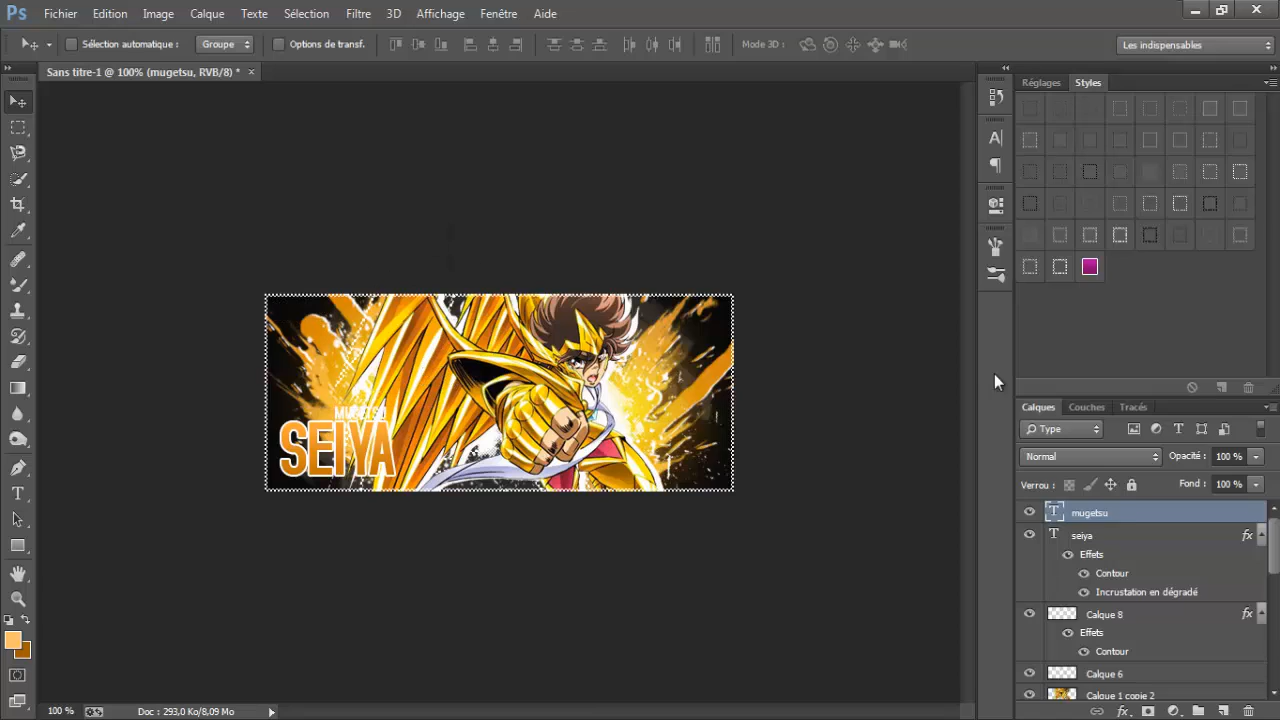 Ps Fichier Edition Image Calque Texte Sélection Filtre 3D Affichage Fenêtre Aide
Sélection automatique : Groupe Options de transf. Mode 3D : Les indispensables
Sans titre-1 @ 100% (mugetsu, RVB/8) *
Réglages Styles
MUGETSU
SEIYA
Calques Couches Tracés
Type
Normal Opacité : 100 %
Verrou : Fond : 100 %
T mugetsu
T seiya fx
Effets
Contour
Incrustation en dégradé
Calque 8 fx
Effets
Contour
Calque 6
Calque 1 copie 2
100 % Doc : 293,0 Ko/8,09 Mo